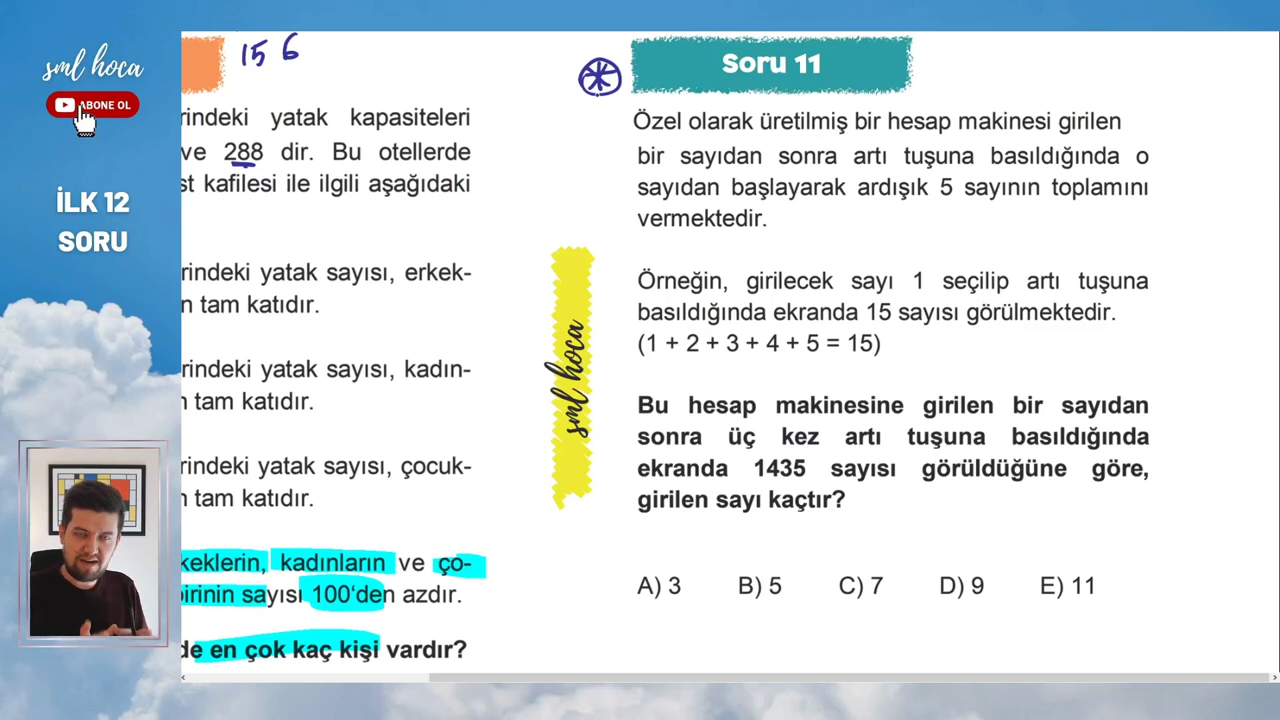 sml hoca
ABONE OL
İLK 12
SORU
15 6
rindeki yatak kapasiteleri
ve 288 dir. Bu otellerde
st kafilesi ile ilgili aşağıdaki
rindeki yatak sayısı, erkek-
n tam katıdır.
rindeki yatak sayısı, kadın-
n tam katıdır.
rindeki yatak sayısı, çocuk-
n tam katıdır.
keklerin, kadınların ve ço-
birinin sayısı 100'den azdır.
de en çok kaç kişi vardır?
sml hoca
Soru 11
Özel olarak üretilmiş bir hesap makinesi girilen
bir sayıdan sonra artı tuşuna basıldığında o
sayıdan başlayarak ardışık 5 sayının toplamını
vermektedir.
Örneğin, girilecek sayı 1 seçilip artı tuşuna
basıldığında ekranda 15 sayısı görülmektedir.
(1 + 2 + 3 + 4 + 5 = 15)
Bu hesap makinesine girilen bir sayıdan
sonra üç kez artı tuşuna basıldığında
ekranda 1435 sayısı görüldüğüne göre,
girilen sayı kaçtır?
A) 3 B) 5 C) 7 D) 9 E) 11